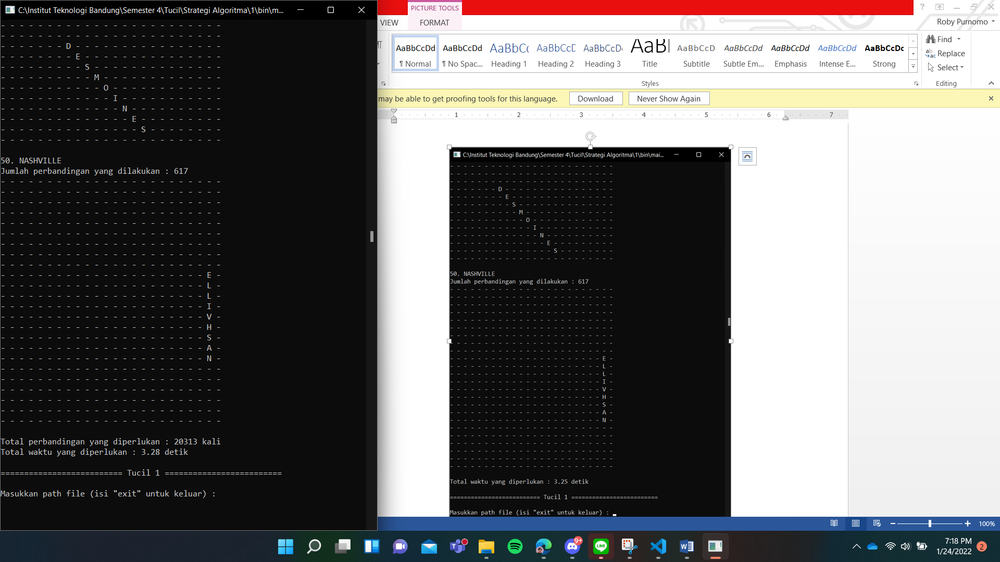 C:\Institut Teknologi Bandung\Semester 4\Tucil\Strategi Algoritma\1\bin\m...
- - - - - - - - - - - - - - - - - - - - - - - -
- - - - - - - - - - - - - - - - - - - - - - - -
- - - - - - - D - - - - - - - - - - - - - - - -
- - - - - - - - E - - - - - - - - - - - - - - -
- - - - - - - - - S - - - - - - - - - - - - - -
- - - - - - - - - - M - - - - - - - - - - - - -
- - - - - - - - - - - O - - - - - - - - - - - -
- - - - - - - - - - - - I - - - - - - - - - - -
- - - - - - - - - - - - - N - - - - - - - - - -
- - - - - - - - - - - - - - E - - - - - - - - -
- - - - - - - - - - - - - - - S - - - - - - - -
- - - - - - - - - - - - - - - - - - - - - - - -
50. NASHVILLE
Jumlah perbandingan yang dilakukan : 617
- - - - - - - - - - - - - - - - - - - - - - - -
- - - - - - - - - - - - - - - - - - - - - - - -
- - - - - - - - - - - - - - - - - - - - - - - -
- - - - - - - - - - - - - - - - - - - - - - - -
- - - - - - - - - - - - - - - - - - - - - - - -
- - - - - - - - - - - - - - - - - - - - - - - -
- - - - - - - - - - - - - - - - - - - - - - - -
- - - - - - - - - - - - - - - - - - - - - - - -
- - - - - - - - - - - - - - - - - - - - - - - -
- - - - - - - - - - - - - - - - - - - - - - E -
- - - - - - - - - - - - - - - - - - - - - - L -
- - - - - - - - - - - - - - - - - - - - - - L -
- - - - - - - - - - - - - - - - - - - - - - I -
- - - - - - - - - - - - - - - - - - - - - - V -
- - - - - - - - - - - - - - - - - - - - - - H -
- - - - - - - - - - - - - - - - - - - - - - S -
- - - - - - - - - - - - - - - - - - - - - - A -
- - - - - - - - - - - - - - - - - - - - - - N -
- - - - - - - - - - - - - - - - - - - - - - - -
- - - - - - - - - - - - - - - - - - - - - - - -
- - - - - - - - - - - - - - - - - - - - - - - -
- - - - - - - - - - - - - - - - - - - - - - - -
- - - - - - - - - - - - - - - - - - - - - - - -
- - - - - - - - - - - - - - - - - - - - - - - -
Total perbandingan yang diperlukan : 20313 kali
Total waktu yang diperlukan : 3.28 detik
========================== Tucil 1 =========================
Masukkan path file (isi "exit" untuk keluar) :
PICTURE TOOLS
VIEW FORMAT
Roby Purnomo
AaBbCcDd AaBbCcDd AaBbCc AaBbCcD AaBbCcD AaBl AaBbCcD AaBbCcDd AaBbCcDd AaBbCcDd AaBbCcDd
¶ Normal ¶ No Spac... Heading 1 Heading 2 Heading 3 Title Subtitle Subtle Em... Emphasis Intense E... Strong
Find
Replace
Select
Styles Editing
may be able to get proofing tools for this language. Download Never Show Again
1 2 3 4 5 6 7
C:\Institut Teknologi Bandung\Semester 4\Tucil\Strategi Algoritma\1\bin\mai...
- - - - - - - - - - - - - - - - - - - - - - - -
- - - - - - - - - - - - - - - - - - - - - - - -
- - - - - - - - - - - - - - - - - - - - - - - -
- - - - - - - D - - - - - - - - - - - - - - - -
- - - - - - - - E - - - - - - - - - - - - - - -
- - - - - - - - - S - - - - - - - - - - - - - -
- - - - - - - - - - M - - - - - - - - - - - - -
- - - - - - - - - - - O - - - - - - - - - - - -
- - - - - - - - - - - - I - - - - - - - - - - -
- - - - - - - - - - - - - N - - - - - - - - - -
- - - - - - - - - - - - - - E - - - - - - - - -
- - - - - - - - - - - - - - - S - - - - - - - -
- - - - - - - - - - - - - - - - - - - - - - - -
50. NASHVILLE
Jumlah perbandingan yang dilakukan : 617
- - - - - - - - - - - - - - - - - - - - - - - -
- - - - - - - - - - - - - - - - - - - - - - - -
- - - - - - - - - - - - - - - - - - - - - - - -
- - - - - - - - - - - - - - - - - - - - - - - -
- - - - - - - - - - - - - - - - - - - - - - - -
- - - - - - - - - - - - - - - - - - - - - - - -
- - - - - - - - - - - - - - - - - - - - - - - -
- - - - - - - - - - - - - - - - - - - - - - - -
- - - - - - - - - - - - - - - - - - - - - - - -
- - - - - - - - - - - - - - - - - - - - - - E -
- - - - - - - - - - - - - - - - - - - - - - L -
- - - - - - - - - - - - - - - - - - - - - - L -
- - - - - - - - - - - - - - - - - - - - - - I -
- - - - - - - - - - - - - - - - - - - - - - V -
- - - - - - - - - - - - - - - - - - - - - - H -
- - - - - - - - - - - - - - - - - - - - - - S -
- - - - - - - - - - - - - - - - - - - - - - A -
- - - - - - - - - - - - - - - - - - - - - - N -
- - - - - - - - - - - - - - - - - - - - - - - -
- - - - - - - - - - - - - - - - - - - - - - - -
- - - - - - - - - - - - - - - - - - - - - - - -
- - - - - - - - - - - - - - - - - - - - - - - -
- - - - - - - - - - - - - - - - - - - - - - - -
- - - - - - - - - - - - - - - - - - - - - - - -
Total waktu yang diperlukan : 3.25 detik
========================== Tucil 1 =========================
Masukkan path file (isi "exit" untuk keluar) :
100%
9+
7:18 PM
1/24/2022
2